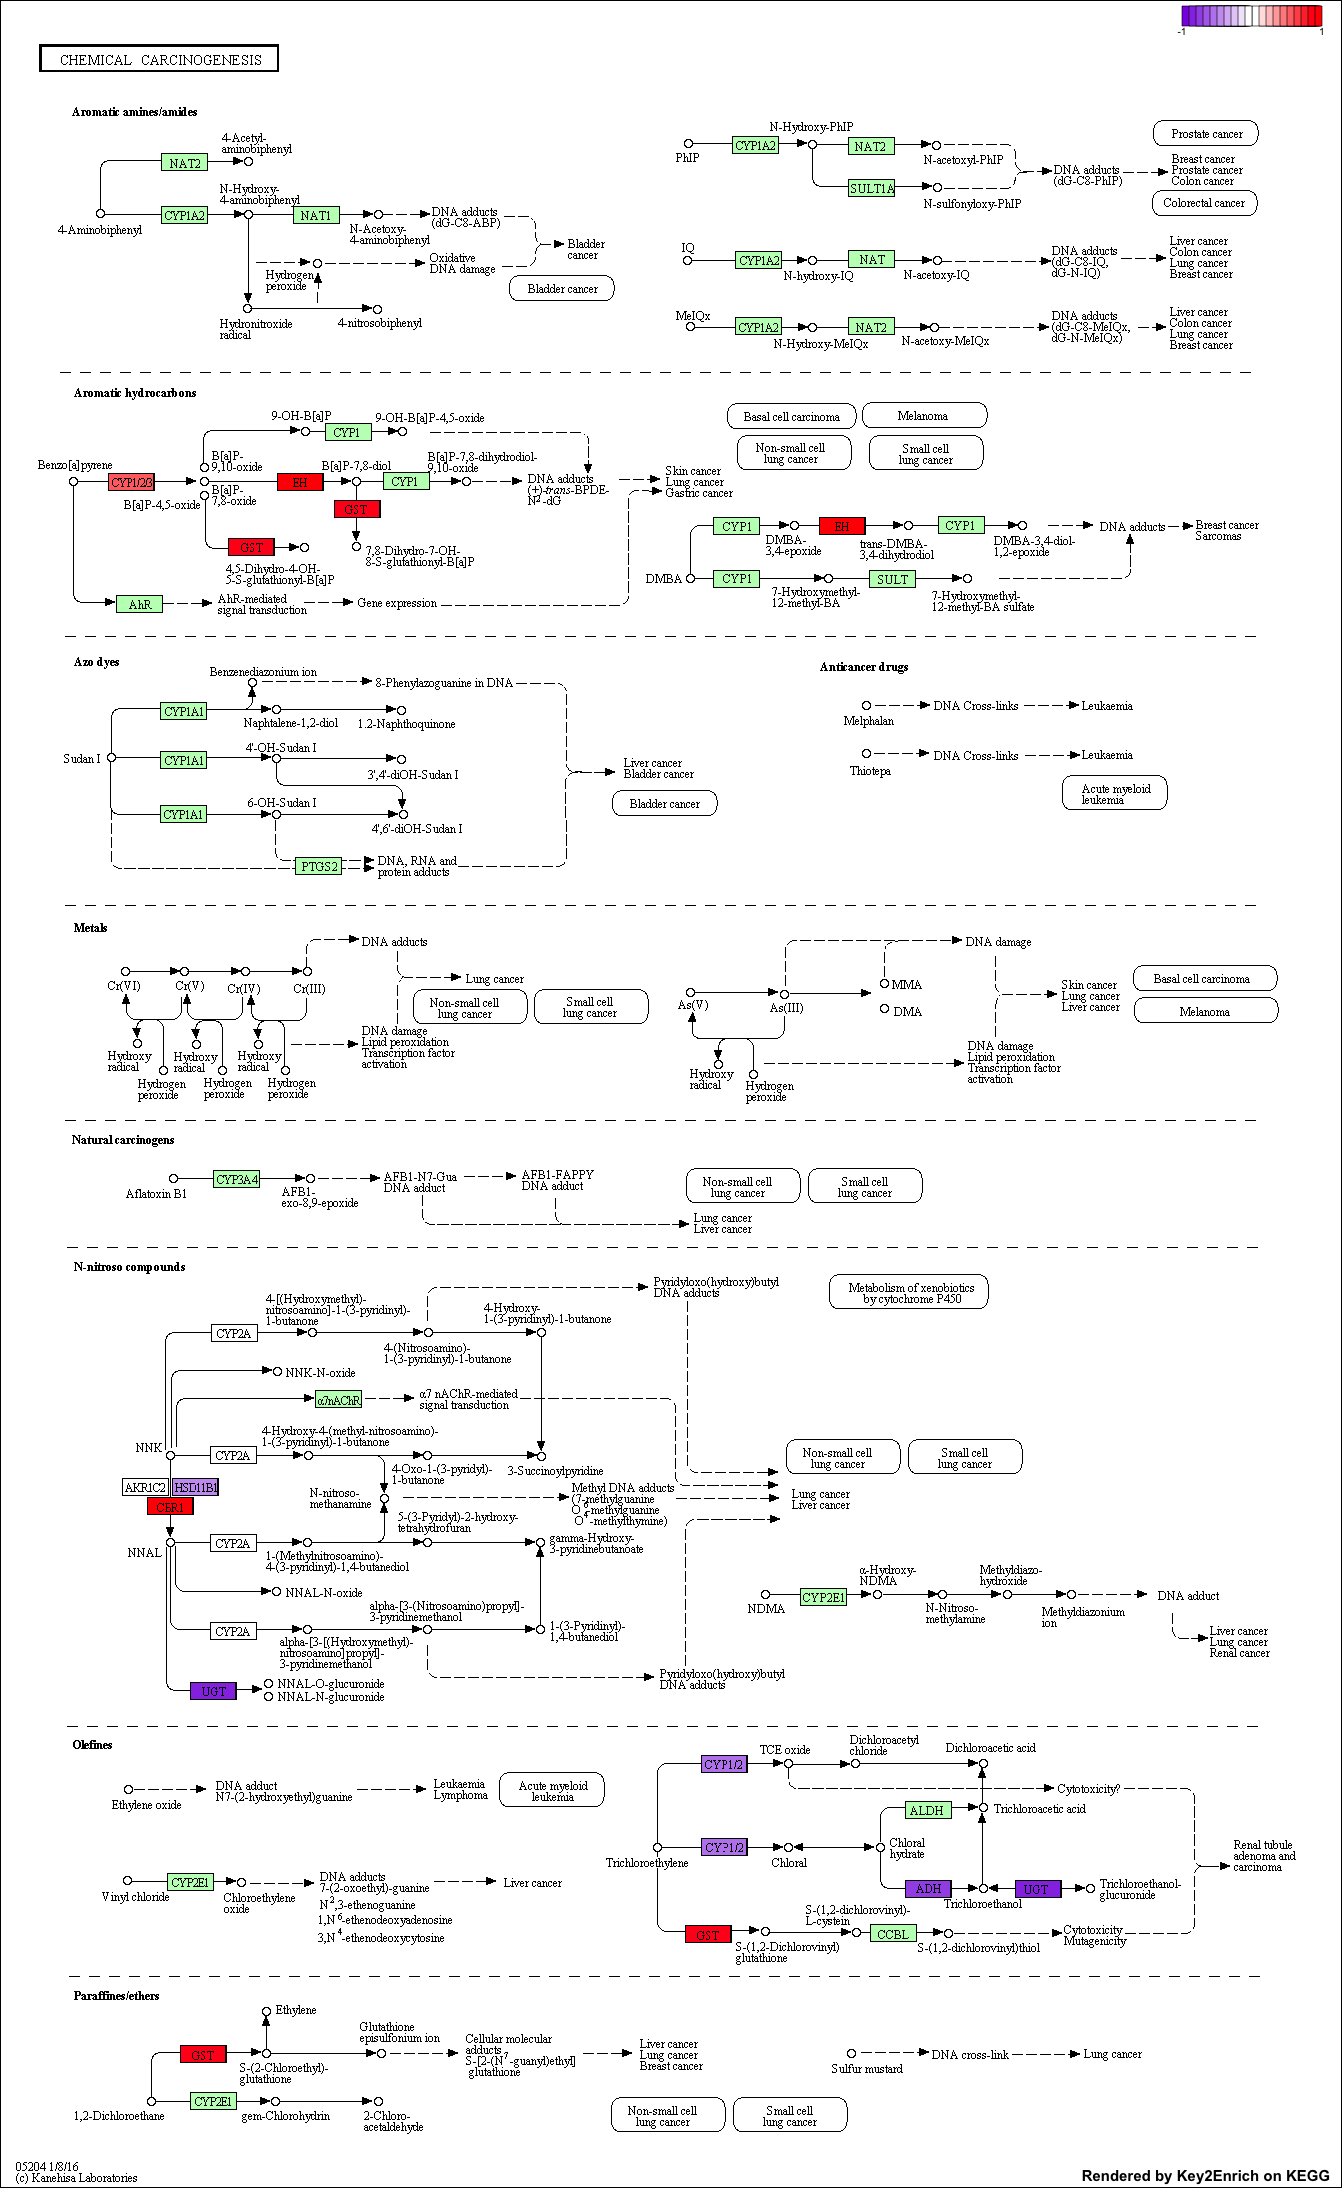 -1
1
CHEMICAL CARCINOGENESIS
Aromatic amines/amides
4-Acetyl-
aminobiphenyl
NAT2
N-Hydroxy-
4-aminobiphenyl
CYP1A2
NAT1
4-Aminobiphenyl
N-Acetoxy-
4-aminobiphenyl
DNA adducts
(dG-C8-ABP)
Oxidative
DNA damage
Bladder
cancer
Hydrogen
peroxide
Bladder cancer
Hydronitroxide
radical
4-nitrosobiphenyl
N-Hydroxy-PhIP
PhIP
CYP1A2
NAT2
N-acetoxyl-PhIP
SULT1A
N-sulfonyloxy-PhIP
DNA adducts
(dG-C8-PhIP)
Prostate cancer
Breast cancer
Prostate cancer
Colon cancer
Colorectal cancer
IQ
CYP1A2
NAT
N-hydroxy-IQ
N-acetoxy-IQ
DNA adducts
(dG-C8-IQ,
dG-N-IQ)
Liver cancer
Colon cancer
Lung cancer
Breast cancer
MeIQx
CYP1A2
NAT2
N-Hydroxy-MeIQx
N-acetoxy-MeIQx
DNA adducts
(dG-C8-MeIQx,
dG-N-MeIQx)
Liver cancer
Colon cancer
Lung cancer
Breast cancer
Aromatic hydrocarbons
9-OH-B[a]P
9-OH-B[a]P-4,5-oxide
CYP1
Benzo[a]pyrene
B[a]P-
9,10-oxide
B[a]P-7,8-diol
B[a]P-7,8-dihydrodiol-
9,10-oxide
CYP1/2/3
EH
CYP1
B[a]P-4,5-oxide
B[a]P-
7,8-oxide
GST
DNA adducts
(+)-trans-BPDE-
N2-dG
Skin cancer
Lung cancer
Gastric cancer
GST
4,5-Dihydro-4-OH-
5-S-glutathionyl-B[a]P
7,8-Dihydro-7-OH-
8-S-glutathionyl-B[a]P
AhR
AhR-mediated
signal transduction
Gene expression
Basal cell carcinoma
Melanoma
Non-small cell
lung cancer
Small cell
lung cancer
CYP1
EH
CYP1
DMBA-
3,4-epoxide
trans-DMBA-
3,4-dihydrodiol
DMBA-3,4-diol-
1,2-epoxide
DNA adducts
Breast cancer
Sarcomas
DMBA
CYP1
SULT
7-Hydroxymethyl-
12-methyl-BA
7-Hydroxymethyl-
12-methyl-BA sulfate
Azo dyes
Benzenediazonium ion
8-Phenylazoguanine in DNA
CYP1A1
Naphtalene-1,2-diol
1.2-Naphthoquinone
Sudan I
CYP1A1
4'-OH-Sudan I
3',4'-diOH-Sudan I
CYP1A1
6-OH-Sudan I
4',6'-diOH-Sudan I
PTGS2
DNA, RNA and
protein adducts
Liver cancer
Bladder cancer
Bladder cancer
Anticancer drugs
Melphalan
DNA Cross-links
Leukaemia
Thiotepa
DNA Cross-links
Leukaemia
Acute myeloid
leukemia
Metals
DNA adducts
Cr(VI)
Cr(V)
Cr(IV)
Cr(III)
Lung cancer
Non-small cell
lung cancer
Small cell
lung cancer
DNA damage
Lipid peroxidation
Transcription factor
activation
Hydroxy
radical
Hydroxy
radical
Hydroxy
radical
Hydrogen
peroxide
Hydrogen
peroxide
Hydrogen
peroxide
DNA damage
As(V)
As(III)
MMA
DMA
Skin cancer
Lung cancer
Liver cancer
Basal cell carcinoma
Melanoma
DNA damage
Lipid peroxidation
Transcription factor
activation
Hydroxy
radical
Hydrogen
peroxide
Natural carcinogens
Aflatoxin B1
CYP3A4
AFB1-
exo-8,9-epoxide
AFB1-N7-Gua
DNA adduct
AFB1-FAPPY
DNA adduct
Non-small cell
lung cancer
Small cell
lung cancer
Lung cancer
Liver cancer
N-nitroso compounds
4-[(Hydroxymethyl)-
nitrosoamino]-1-(3-pyridinyl)-
1-butanone
4-Hydroxy-
1-(3-pyridinyl)-1-butanone
Pyridyloxo(hydroxy)butyl
DNA adducts
Metabolism of xenobiotics
by cytochrome P450
CYP2A
4-(Nitrosoamino)-
1-(3-pyridinyl)-1-butanone
NNK-N-oxide
α7nAChR
α7 nAChR-mediated
signal transduction
4-Hydroxy-4-(methyl-nitrosoamino)-
1-(3-pyridinyl)-1-butanone
NNK
CYP2A
4-Oxo-1-(3-pyridyl)-
1-butanone
3-Succinoylpyridine
AKR1C2
HSD11B1
CBR1
N-nitroso-
methanamine
Methyl DNA adducts
(7-methylguanine
O6-methylguanine
O4-methylthymine)
Non-small cell
lung cancer
Small cell
lung cancer
Lung cancer
Liver cancer
5-(3-Pyridyl)-2-hydroxy-
tetrahydrofuran
NNAL
CYP2A
1-(Methylnitrosoamino)-
4-(3-pyridinyl)-1,4-butanediol
gamma-Hydroxy-
3-pyridinebutanoate
NNAL-N-oxide
alpha-[3-(Nitrosoamino)propyl]-
3-pyridinemethanol
CYP2A
alpha-[3-[(Hydroxymethyl)-
nitrosoamino]propyl]-
3-pyridinemethanol
1-(3-Pyridinyl)-
1,4-butanediol
Pyridyloxo(hydroxy)butyl
DNA adducts
UGT
NNAL-O-glucuronide
NNAL-N-glucuronide
NDMA
CYP2E1
α-Hydroxy-
NDMA
N-Nitroso-
methylamine
Methyldiazo-
hydroxide
Methyldiazonium
ion
DNA adduct
Liver cancer
Lung cancer
Renal cancer
Olefines
Ethylene oxide
DNA adduct
N7-(2-hydroxyethyl)guanine
Leukaemia
Lymphoma
Acute myeloid
leukemia
Vinyl chloride
CYP2E1
Chloroethylene
oxide
DNA adducts
7-(2-oxoethyl)-guanine
N2,3-ethenoguanine
1,N6-ethenodeoxyadenosine
3,N4-ethenodeoxycytosine
Liver cancer
CYP1/2
TCE oxide
Dichloroacetyl
chloride
Dichloroacetic acid
Cytotoxicity?
ALDH
Trichloroacetic acid
Trichloroethylene
CYP1/2
Chloral
Chloral
hydrate
ADH
Trichloroethanol
UGT
Trichloroethanol-
glucuronide
Renal tubule
adenoma and
carcinoma
GST
S-(1,2-Dichlorovinyl)
glutathione
S-(1,2-dichlorovinyl)-
L-cystein
CCBL
S-(1,2-dichlorovinyl)thiol
Cytotoxicity
Mutagenicity
Paraffines/ethers
Ethylene
GST
S-(2-Chloroethyl)-
glutathione
Glutathione
episulfonium ion
Cellular molecular
adducts
S-[2-(N7-guanyl)ethyl]
glutathione
Liver cancer
Lung cancer
Breast cancer
1,2-Dichloroethane
CYP2E1
gem-Chlorohydrin
2-Chloro-
acetaldehyde
Non-small cell
lung cancer
Small cell
lung cancer
Sulfur mustard
DNA cross-link
Lung cancer
05204 1/8/16
(c) Kanehisa Laboratories
Rendered by Key2Enrich on KEGG